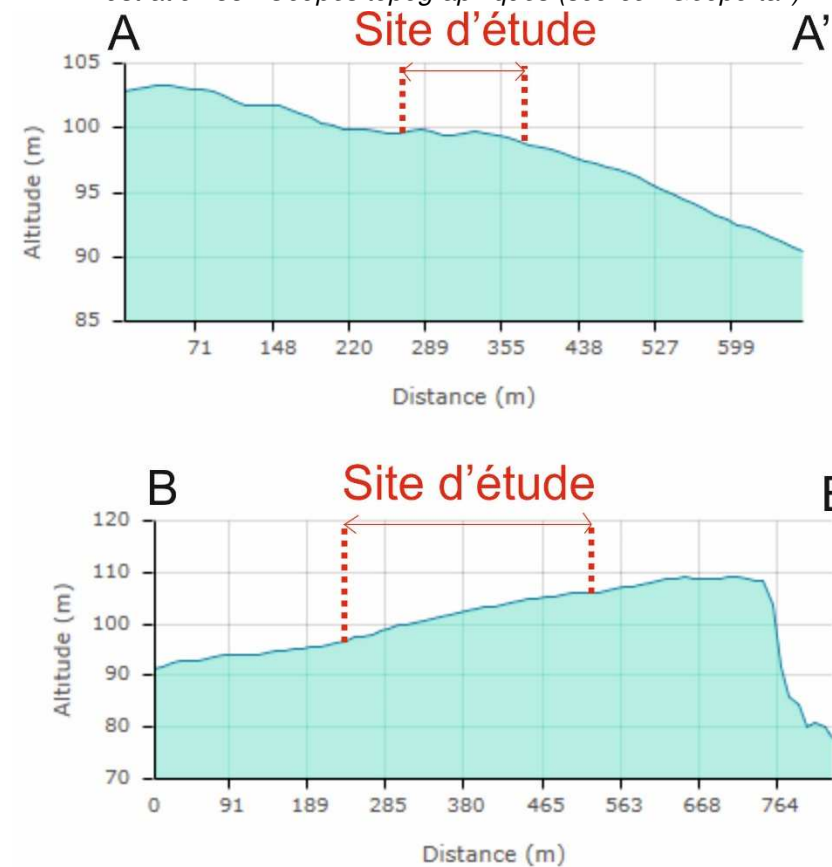 topog
A Site d'étude A'
105
100
95
90
85
Altitude (m)
71 148 220 289 355 438 527 599
Distance (m)
B Site d'étude
120
110
100
90
80
70
Altitude (m)
0 91 189 285 380 465 563 668 764
Distance (m)